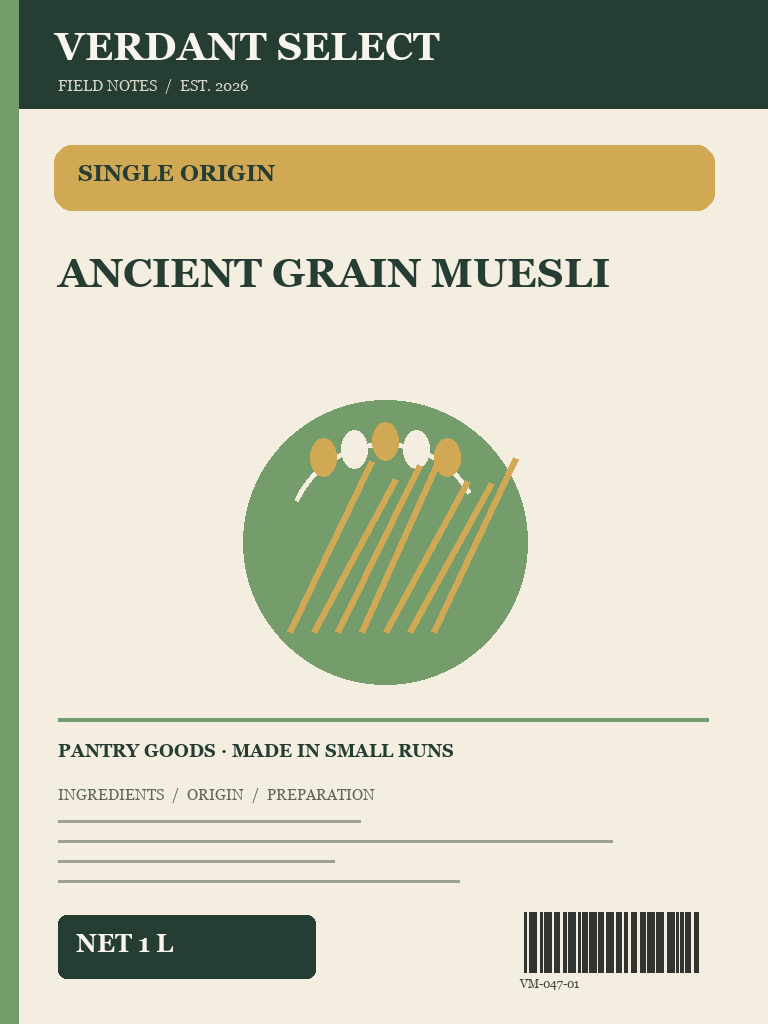 VERDANT SELECT
FIELD NOTES / EST. 2026
SINGLE ORIGIN
ANCIENT GRAIN MUESLI
PANTRY GOODS · MADE IN SMALL RUNS
INGREDIENTS / ORIGIN / PREPARATION
NET 1 L
VM-047-01